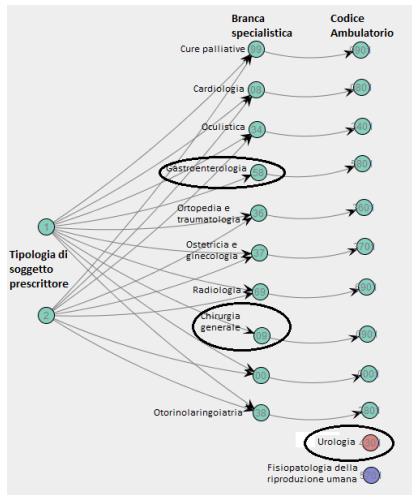 Branca
specialistica
Codice
Ambulatorio
Cure palliative
99
Cardiologia
08
Oculistica
34
Gastroenterologia
58
Ortopedia e
traumatologia
36
1
Ostetricia e
ginecologia
37
Tipologia di
soggetto
prescrittore
Radiologia
69
2
Chirurgia
generale
09
Otorinolaringoiatria
38
Urologia
Fisiopatologia della
riproduzione umana